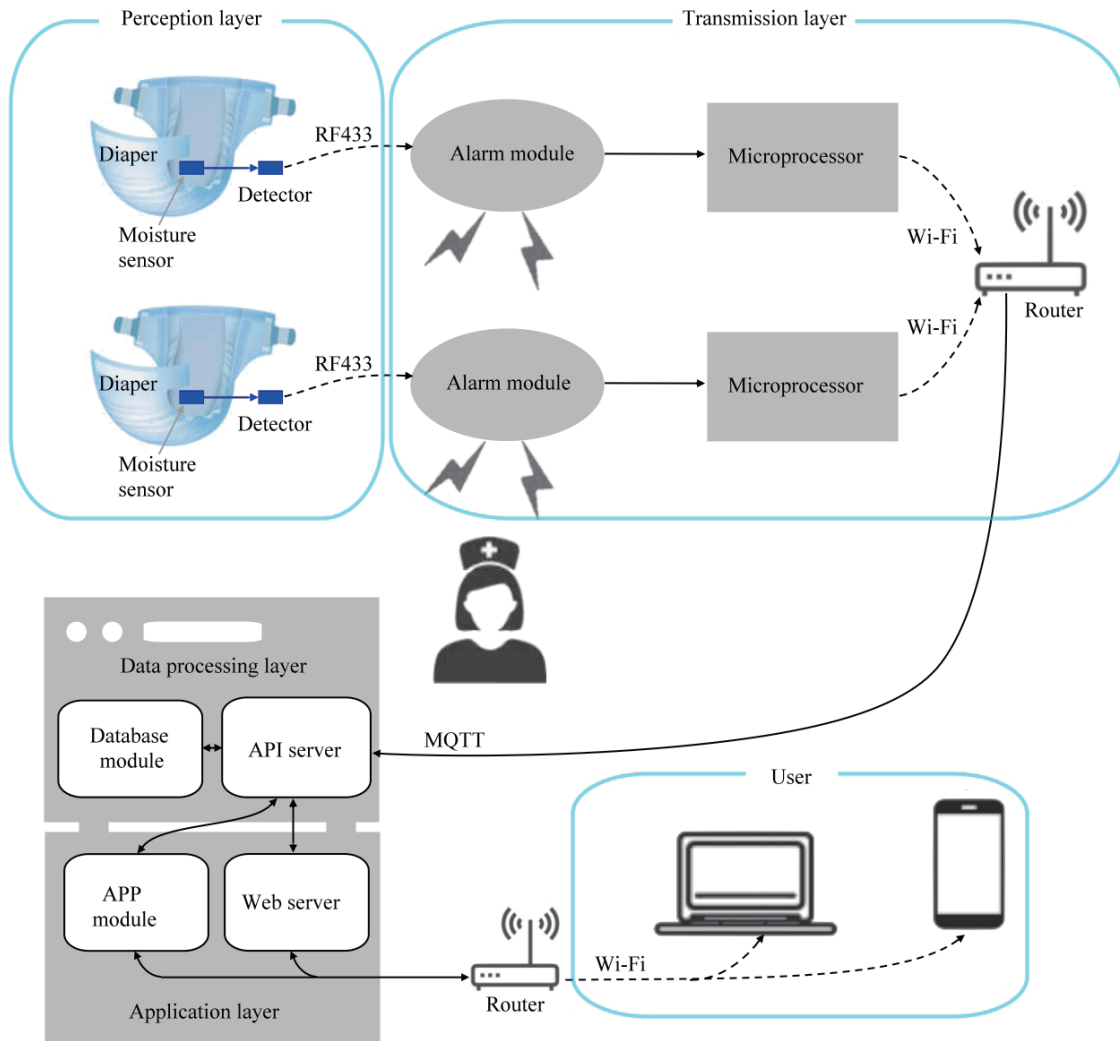 Perception layer
Transmission layer
Diaper
RF433
Detector
Moisture
sensor
Alarm module
Microprocessor
Wi-Fi
Router
Diaper
RF433
Detector
Moisture
sensor
Alarm module
Microprocessor
Wi-Fi
Data processing layer
Database
module
API server
MQTT
APP
module
Web server
Application layer
Router
User
Wi-Fi